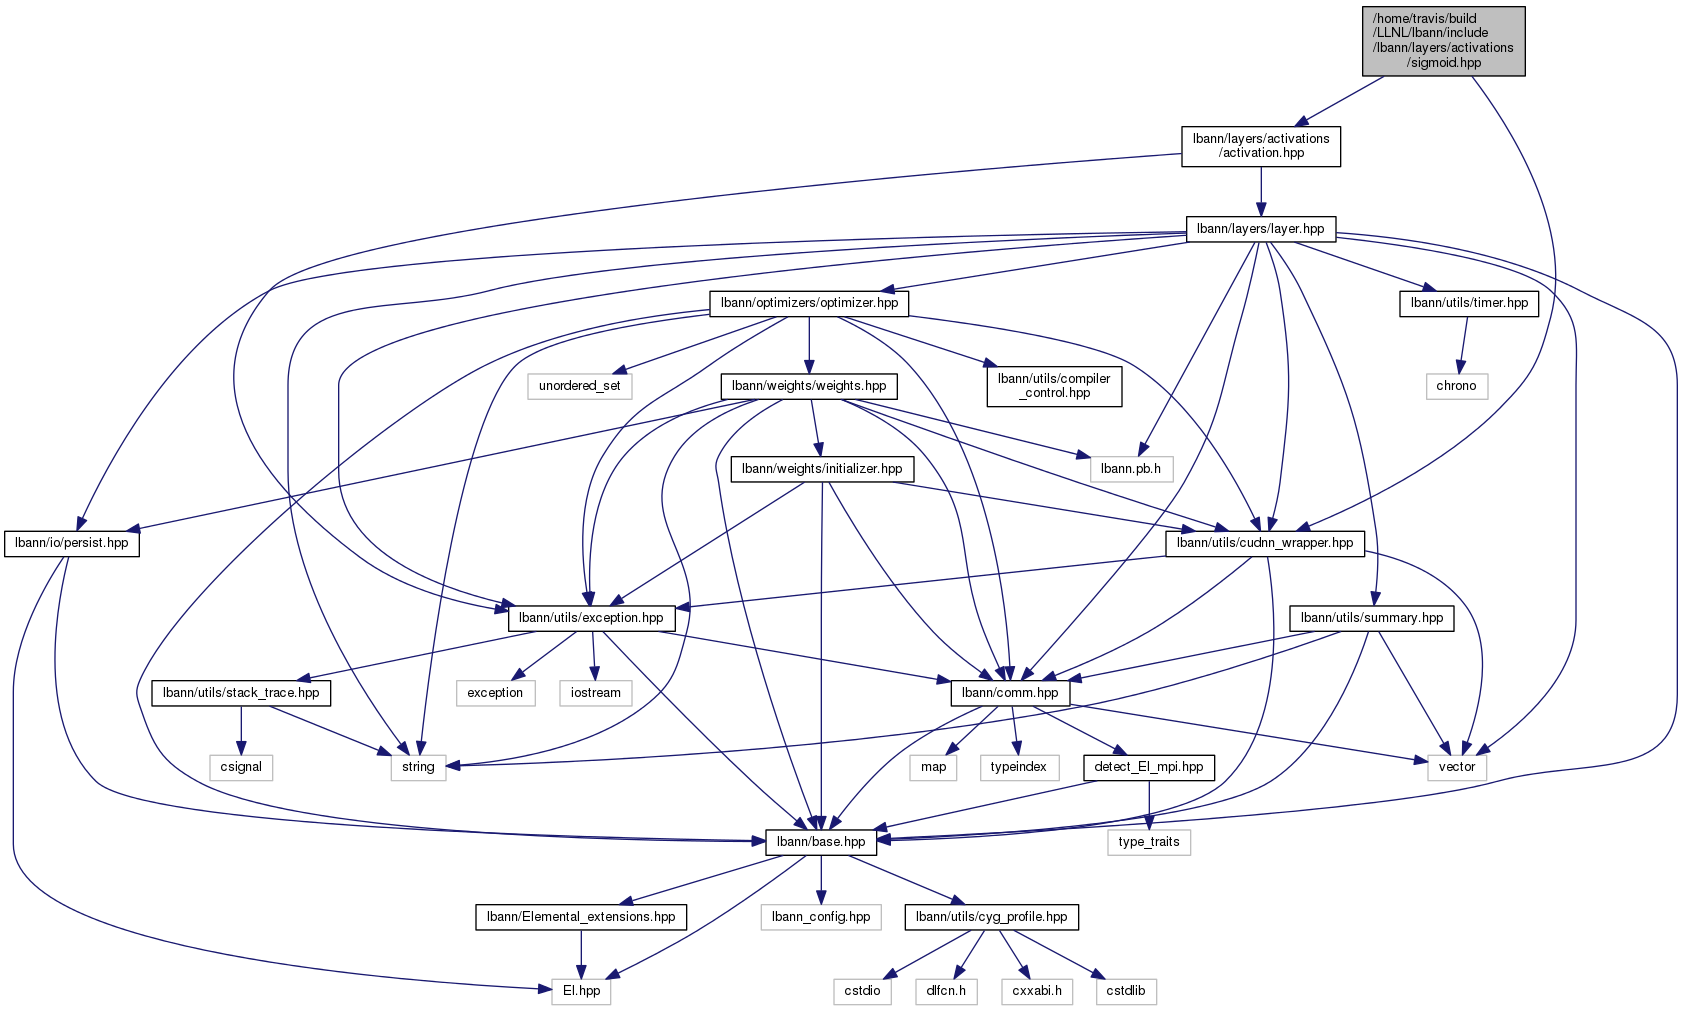 /home/travis/build
/LLNL/lbann/include
/lbann/layers/activations
/sigmoid.hpp
lbann/layers/activations
/activation.hpp
lbann/layers/layer.hpp
lbann/optimizers/optimizer.hpp
lbann/utils/timer.hpp
unordered_set
lbann/weights/weights.hpp
lbann/utils/compiler
_control.hpp
chrono
lbann/weights/initializer.hpp
lbann.pb.h
lbann/io/persist.hpp
lbann/utils/cudnn_wrapper.hpp
lbann/utils/exception.hpp
lbann/utils/summary.hpp
lbann/utils/stack_trace.hpp
exception
iostream
lbann/comm.hpp
csignal
string
map
typeindex
detect_El_mpi.hpp
vector
lbann/base.hpp
type_traits
lbann/Elemental_extensions.hpp
lbann_config.hpp
lbann/utils/cyg_profile.hpp
El.hpp
cstdio
dlfcn.h
cxxabi.h
cstdlib